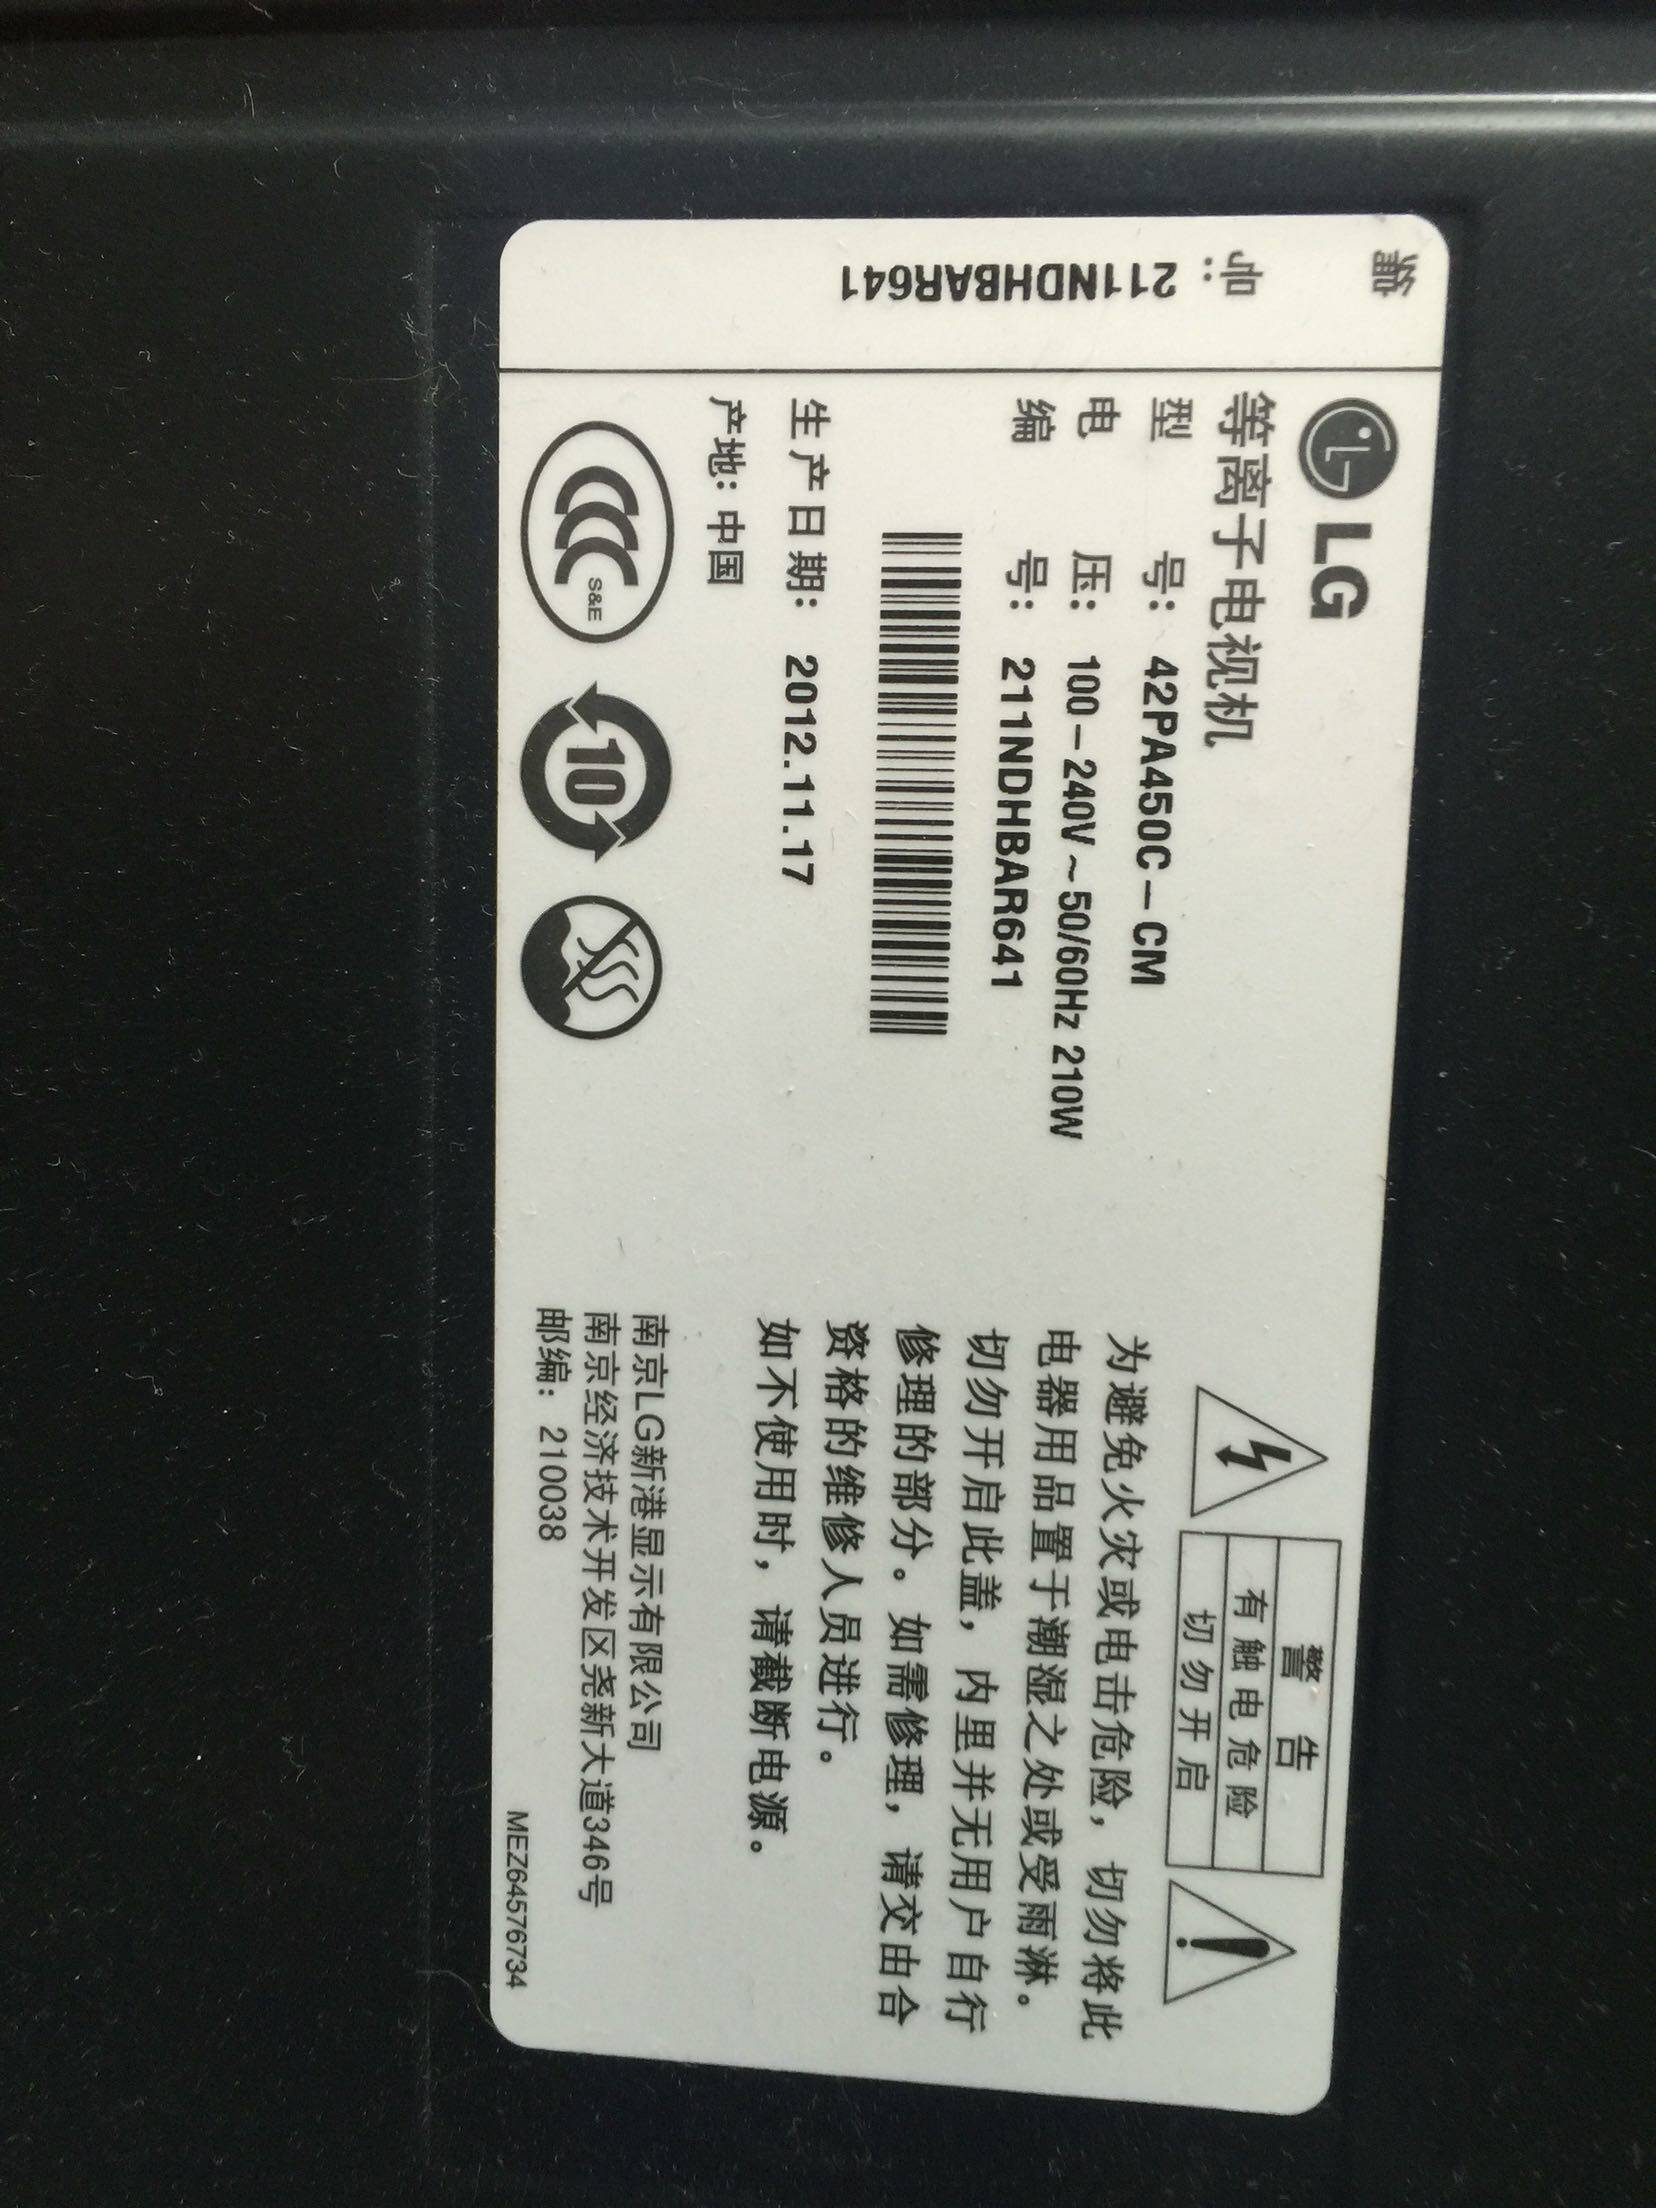 编 号: 211NDHBAR641
LG
等离子电视机
型 号: 42PA450C-CM
电 压: 100-240V~50/60Hz 210W
编 号: 211NDHBAR641
生产日期: 2012.11.17
产地: 中国
CCC S&E
10
警 告
有触电危险
切勿开启
为避免火灾或电击危险，切勿将此
电器用品置于潮湿之处或受雨淋。
切勿开启此盖，内里并无用户自行
修理的部分。如需修理，请交由合
资格的维修人员进行。
如不使用时，请截断电源。
南京LG新港显示有限公司
南京经济技术开发区尧新大道346号
邮编: 210038
MEZ64576734